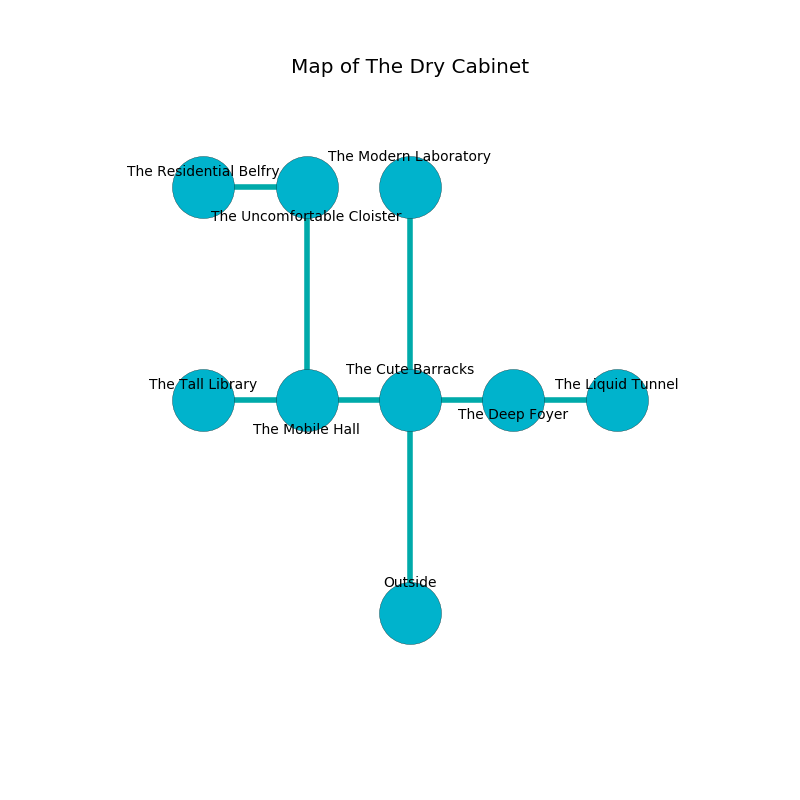 Map of The Dry Cabinet
The Modern Laboratory
The Residential Belfry
The Uncomfortable Cloister
The Cute Barracks
The Tall Library
The Liquid Tunnel
The Deep Foyer
The Mobile Hall
Outside